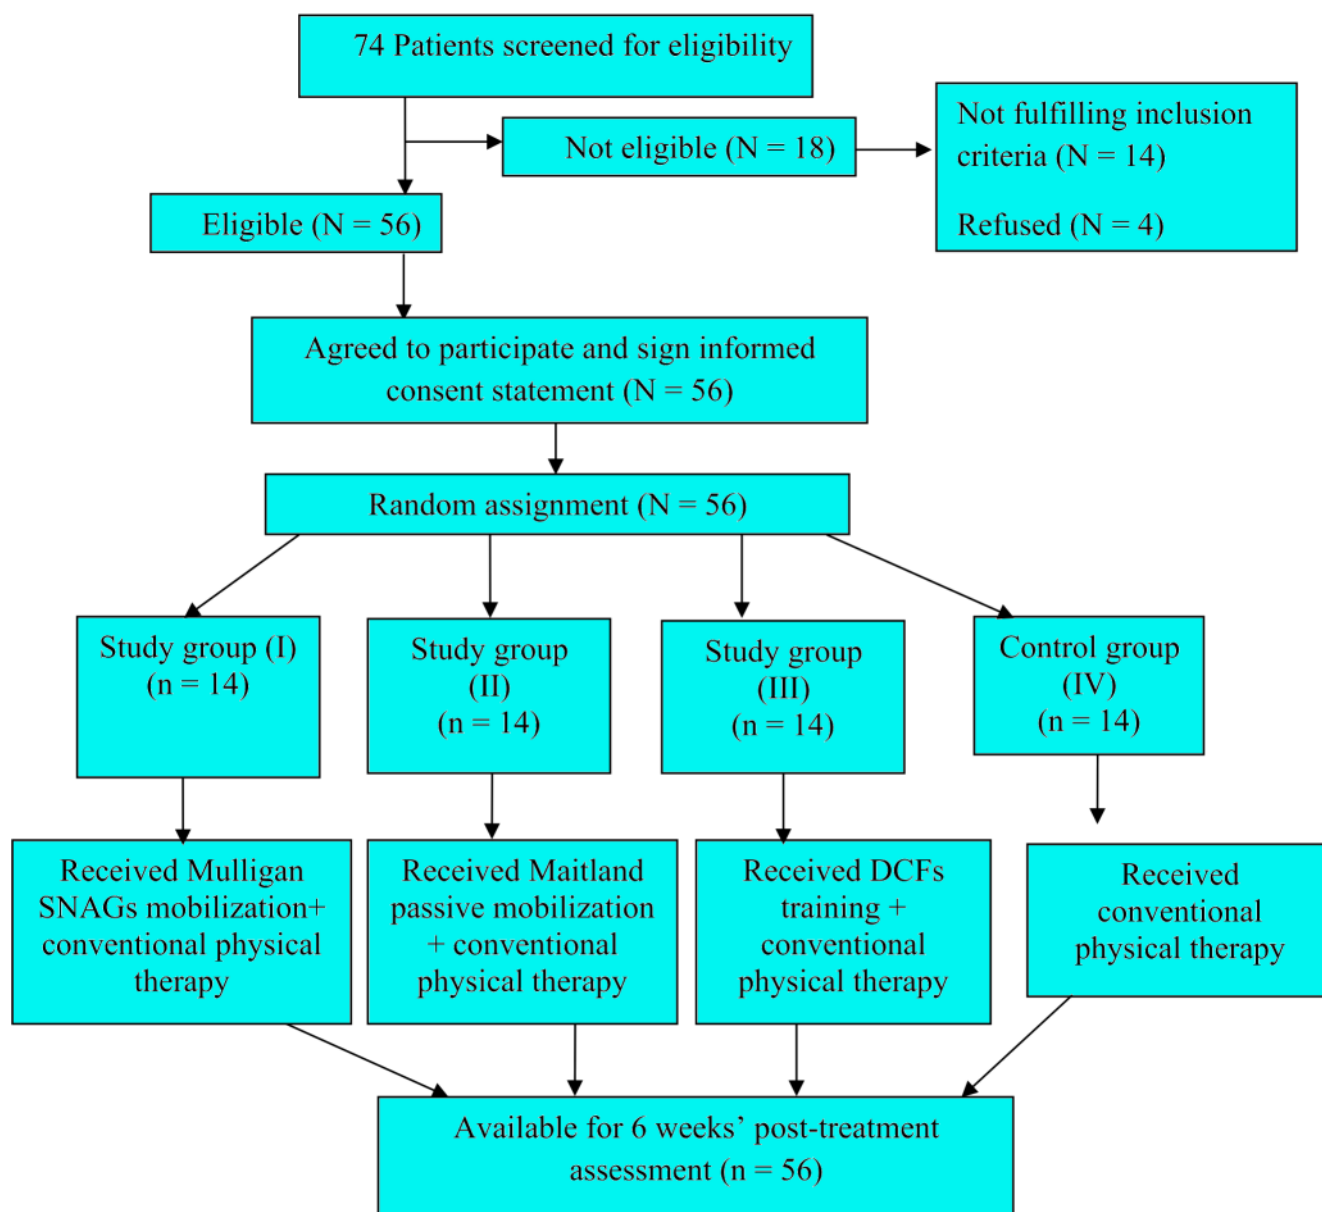 74 Patients screened for eligibility
Not eligible (N = 18)
Not fulfilling inclusion
criteria (N = 14)
Refused (N = 4)
Eligible (N = 56)
Agreed to participate and sign informed
consent statement (N = 56)
Random assignment (N = 56)
Study group (I)
(n = 14)
Study group
(II)
(n = 14)
Study group
(III)
(n = 14)
Control group
(IV)
(n = 14)
Received Mulligan
SNAGs mobilization+
conventional physical
therapy
Received Maitland
passive mobilization
+ conventional
physical therapy
Received DCFs
training +
conventional
physical therapy
Received
conventional
physical therapy
Available for 6 weeks’ post-treatment
assessment (n = 56)